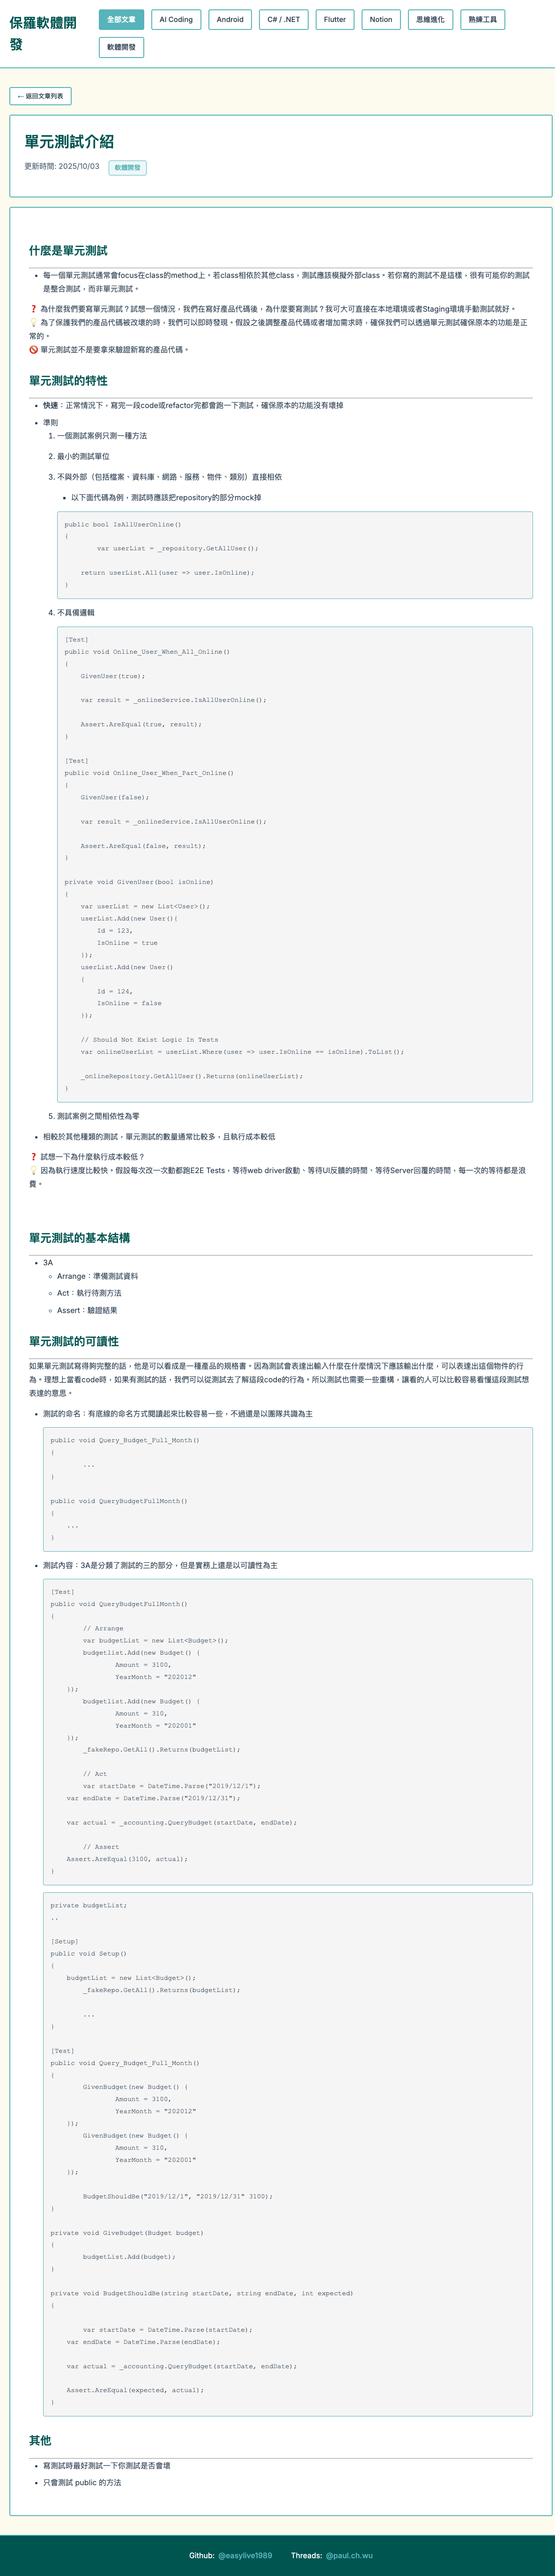 保羅軟體開
發
全部文章
AI Coding
Android
C# / .NET
Flutter
Notion
思維進化
熟練工具
軟體開發
← 返回文章列表
單元測試介紹
更新時間: 2025/10/03 軟體開發
什麼是單元測試
每一個單元測試通常會focus在class的method上。若class相依於其他class，測試應該模擬外部class。若你寫的測試不是這樣，很有可能你的測試
是整合測試，而非單元測試。
❓ 為什麼我們要寫單元測試？試想一個情況，我們在寫好產品代碼後，為什麼要寫測試？我可大可直接在本地環境或者Staging環境手動測試就好。
💡 為了保護我們的產品代碼被改壞的時，我們可以即時發現。假設之後調整產品代碼或者增加需求時，確保我們可以透過單元測試確保原本的功能是正
常的。
🚫 單元測試並不是要拿來驗證新寫的產品代碼。
單元測試的特性
快速：正常情況下，寫完一段code或refactor完都會跑一下測試，確保原本的功能沒有壞掉
準則
1. 一個測試案例只測一種方法
2. 最小的測試單位
3. 不與外部（包括檔案、資料庫、網路、服務、物件、類別）直接相依
以下面代碼為例，測試時應該把repository的部分mock掉
public bool IsAllUserOnline()
{
var userList = _repository.GetAllUser();
return userList.All(user => user.IsOnline);
}
4. 不具備邏輯
[Test]
public void Online_User_When_All_Online()
{
GivenUser(true);
var result = _onlineService.IsAllUserOnline();
Assert.AreEqual(true, result);
}
[Test]
public void Online_User_When_Part_Online()
{
GivenUser(false);
var result = _onlineService.IsAllUserOnline();
Assert.AreEqual(false, result);
}
private void GivenUser(bool isOnline)
{
var userList = new List<User>();
userList.Add(new User(){
Id = 123,
IsOnline = true
});
userList.Add(new User()
{
Id = 124,
IsOnline = false
});
// Should Not Exist Logic In Tests
var onlineUserList = userList.Where(user => user.IsOnline == isOnline).ToList();
_onlineRepository.GetAllUser().Returns(onlineUserList);
}
5. 測試案例之間相依性為零
相較於其他種類的測試，單元測試的數量通常比較多，且執行成本較低
❓ 試想一下為什麼執行成本較低？
💡 因為執行速度比較快。假設每次改一次動都跑E2E Tests，等待web driver啟動、等待UI反饋的時間、等待Server回覆的時間，每一次的等待都是浪
費。
單元測試的基本結構
3A
Arrange：準備測試資料
Act：執行待測方法
Assert：驗證結果
單元測試的可讀性
如果單元測試寫得夠完整的話，他是可以看成是一種產品的規格書。因為測試會表達出輸入什麼在什麼情況下應該輸出什麼，可以表達出這個物件的行
為。理想上當看code時，如果有測試的話，我們可以從測試去了解這段code的行為。所以測試也需要一些重構，讓看的人可以比較容易看懂這段測試想
表達的意思。
測試的命名：有底線的命名方式閱讀起來比較容易一些，不過還是以團隊共識為主
public void Query_Budget_Full_Month()
{
...
}
public void QueryBudgetFullMonth()
{
...
}
測試內容：3A是分類了測試的三的部分，但是實務上還是以可讀性為主
[Test]
public void QueryBudgetFullMonth()
{
// Arrange
var budgetList = new List<Budget>();
budgetlist.Add(new Budget() {
Amount = 3100,
YearMonth = "202012"
});
budgetlist.Add(new Budget() {
Amount = 310,
YearMonth = "202001"
});
_fakeRepo.GetAll().Returns(budgetList);
// Act
var startDate = DateTime.Parse("2019/12/1");
var endDate = DateTime.Parse("2019/12/31");
var actual = _accounting.QueryBudget(startDate, endDate);
// Assert
Assert.AreEqual(3100, actual);
}
private budgetList;
..
[Setup]
public void Setup()
{
budgetList = new List<Budget>();
_fakeRepo.GetAll().Returns(budgetList);
...
}
[Test]
public void Query_Budget_Full_Month()
{
GivenBudget(new Budget() {
Amount = 3100,
YearMonth = "202012"
});
GivenBudget(new Budget() {
Amount = 310,
YearMonth = "202001"
});
BudgetShouldBe("2019/12/1", "2019/12/31" 3100);
}
private void GiveBudget(Budget budget)
{
budgetList.Add(budget);
}
private void BudgetShouldBe(string startDate, string endDate, int expected)
{
var startDate = DateTime.Parse(startDate);
var endDate = DateTime.Parse(endDate);
var actual = _accounting.QueryBudget(startDate, endDate);
Assert.AreEqual(expected, actual);
}
其他
寫測試時最好測試一下你測試是否會壞
只會測試 public 的方法
Github: @easylive1989 Threads: @paul.ch.wu